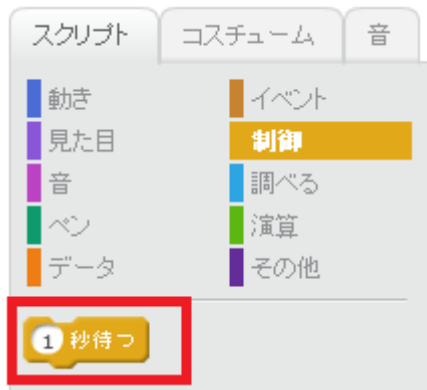 スクリプト コスチューム 音
動き イベント
見た目 制御
音 調べる
ペン 演算
データ その他
1 秒待つ